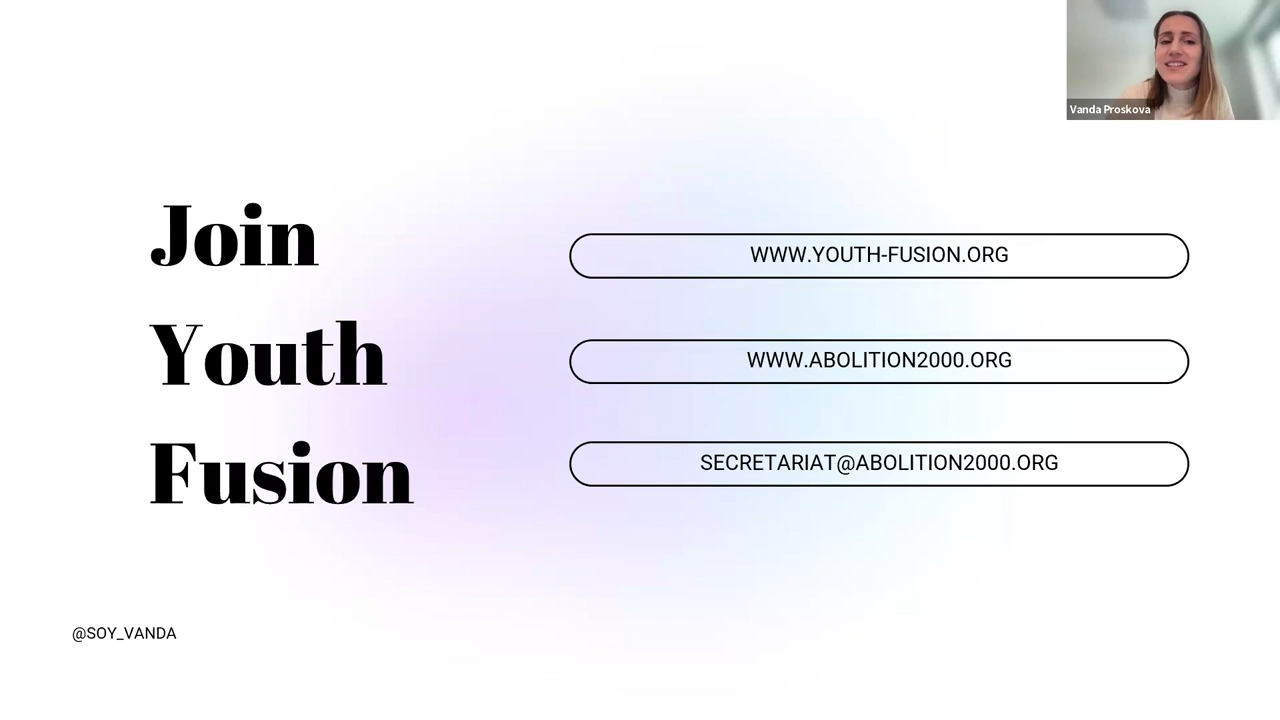 Vanda Proskova
Join
Youth
Fusion
WWW.YOUTH-FUSION.ORG
WWW.ABOLITION2000.ORG
SECRETARIAT@ABOLITION2000.ORG
@SOY_VANDA